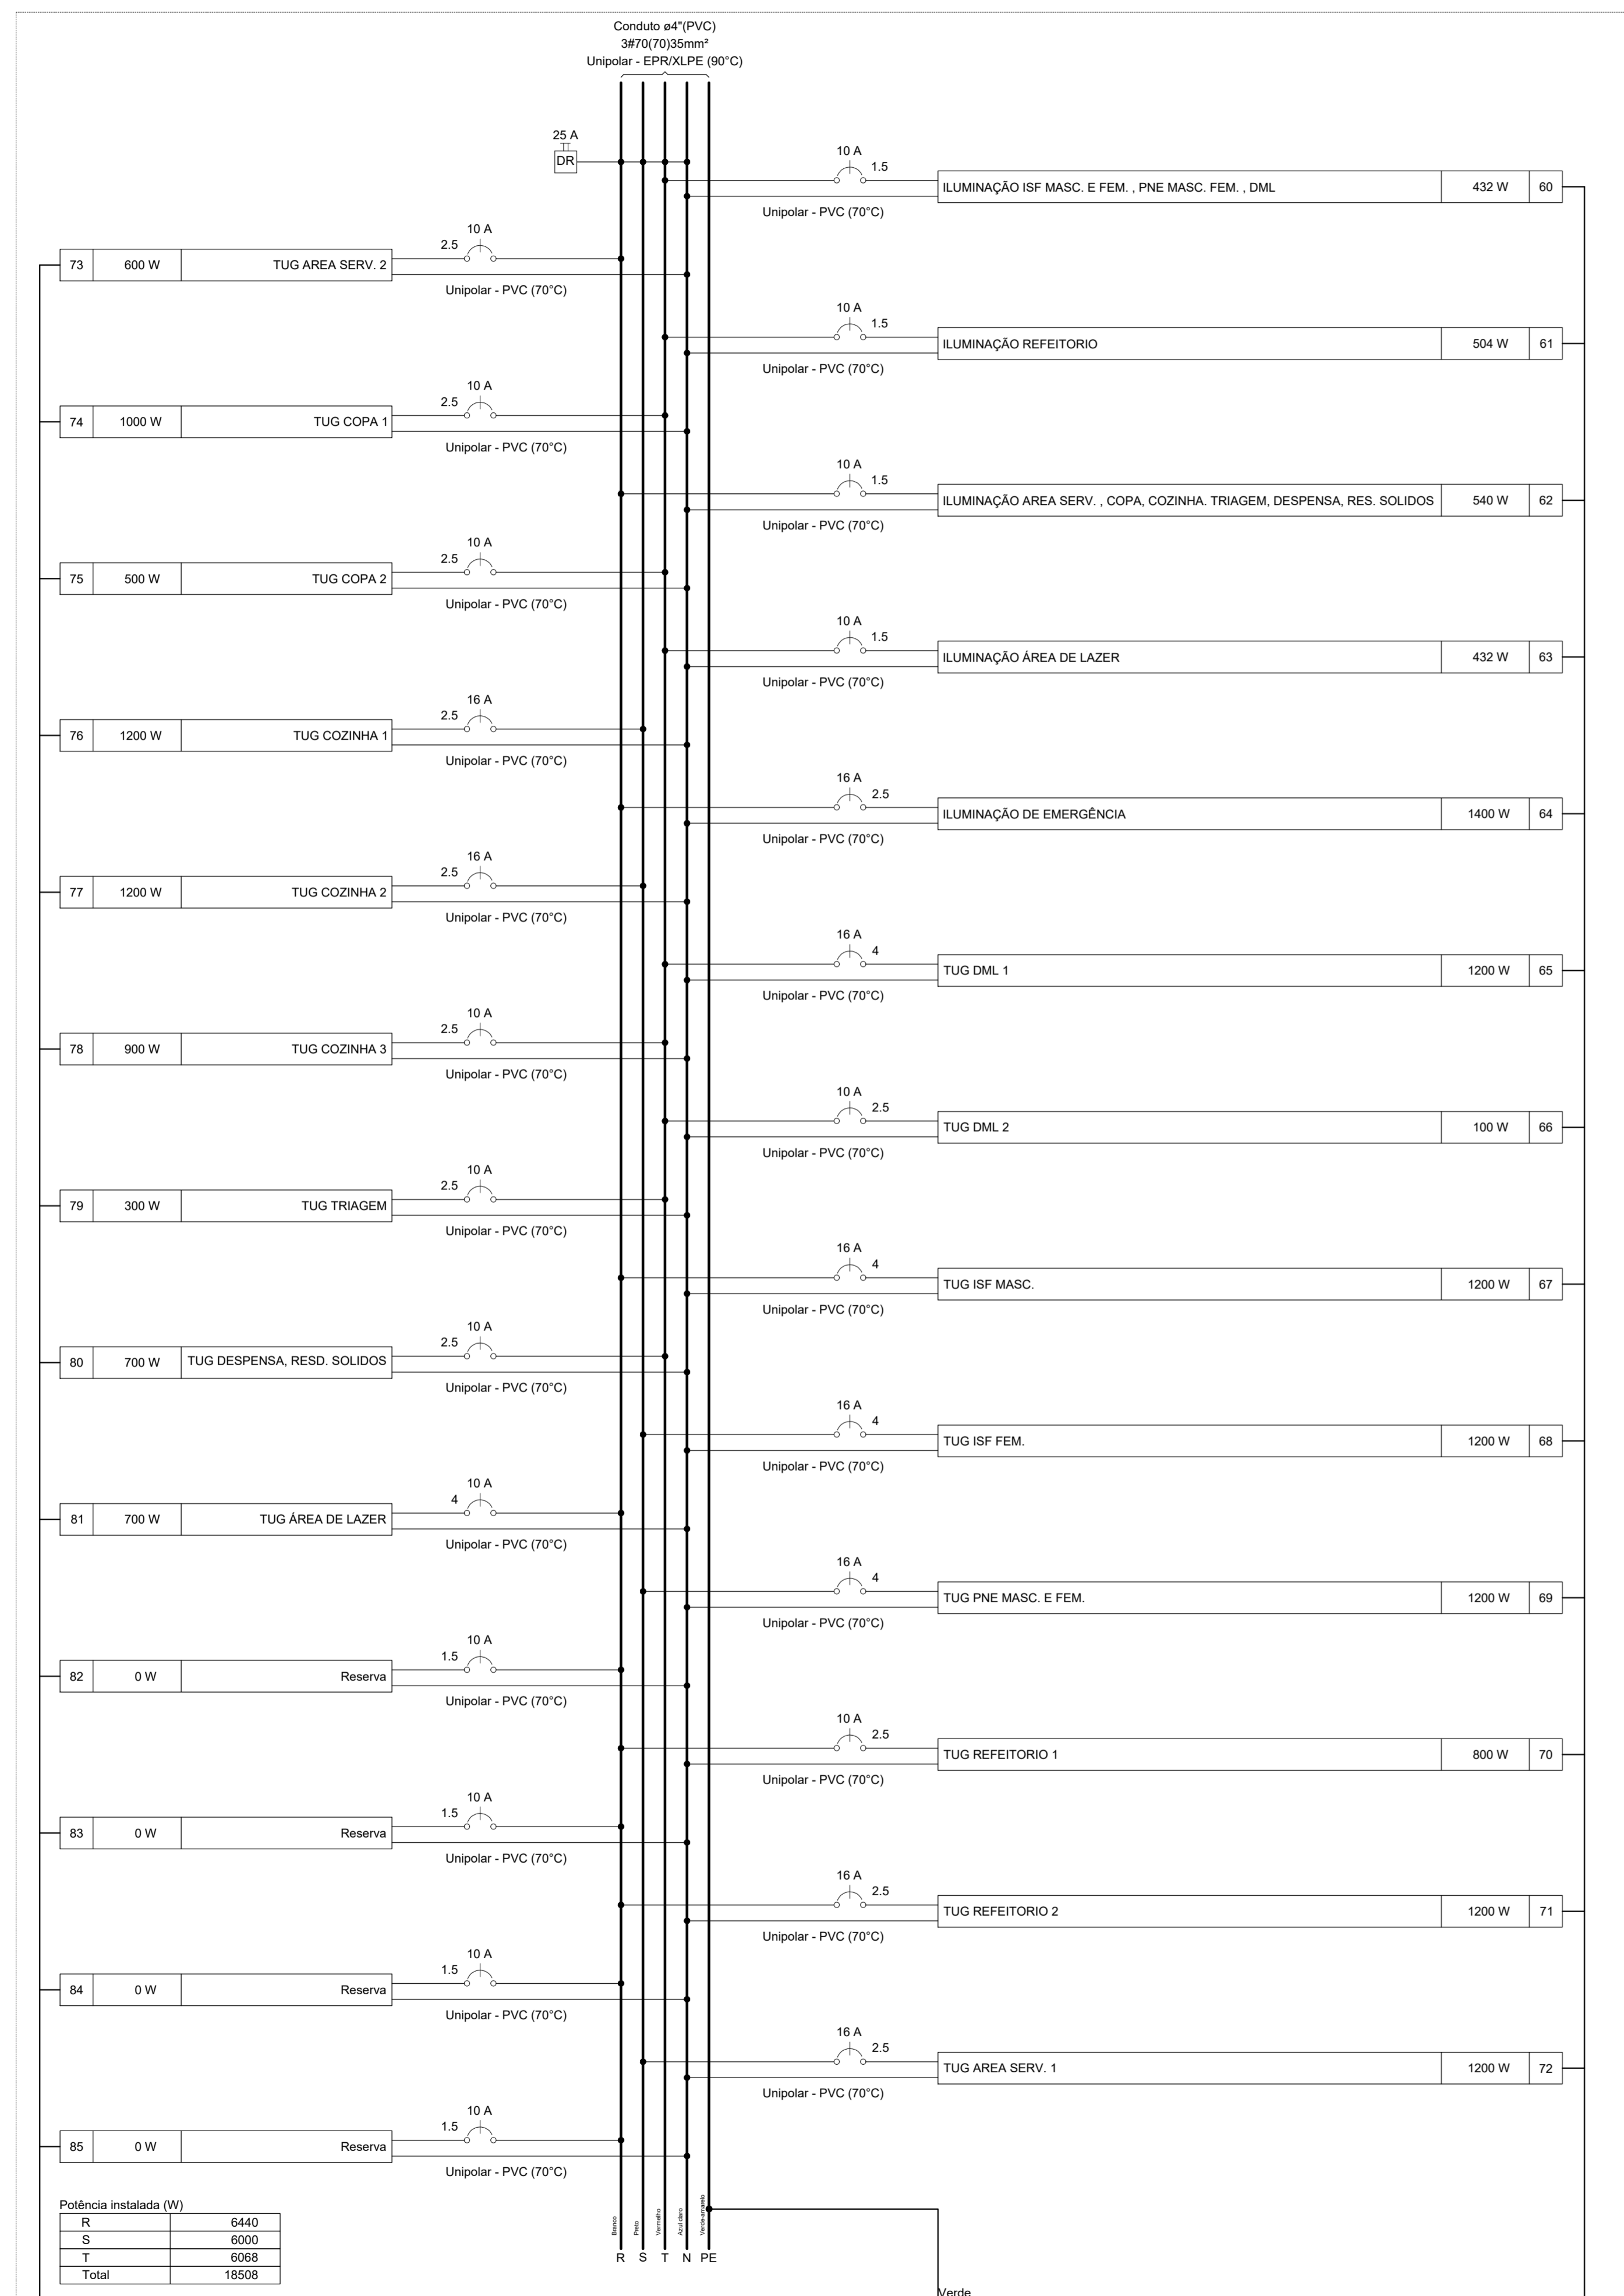 Conduto ø4"(PVC)
3#70(70)35mm²
Unipolar - EPR/XLPE (90°C)
25 A
DR
10 A
1.5
ILUMINAÇÃO ISF MASC. E FEM. , PNE MASC. FEM. , DML 432 W 60
Unipolar - PVC (70°C)
10 A
2.5
73 600 W TUG AREA SERV. 2
Unipolar - PVC (70°C)
10 A
1.5
ILUMINAÇÃO REFEITORIO 504 W 61
Unipolar - PVC (70°C)
10 A
2.5
74 1000 W TUG COPA 1
Unipolar - PVC (70°C)
10 A
1.5
ILUMINAÇÃO AREA SERV. , COPA, COZINHA. TRIAGEM, DESPENSA, RES. SOLIDOS 540 W 62
Unipolar - PVC (70°C)
10 A
2.5
75 500 W TUG COPA 2
Unipolar - PVC (70°C)
10 A
1.5
ILUMINAÇÃO ÁREA DE LAZER 432 W 63
Unipolar - PVC (70°C)
16 A
2.5
76 1200 W TUG COZINHA 1
Unipolar - PVC (70°C)
16 A
2.5
ILUMINAÇÃO DE EMERGÊNCIA 1400 W 64
Unipolar - PVC (70°C)
16 A
2.5
77 1200 W TUG COZINHA 2
Unipolar - PVC (70°C)
16 A
4
TUG DML 1 1200 W 65
Unipolar - PVC (70°C)
10 A
2.5
78 900 W TUG COZINHA 3
Unipolar - PVC (70°C)
10 A
2.5
TUG DML 2 100 W 66
Unipolar - PVC (70°C)
10 A
2.5
79 300 W TUG TRIAGEM
Unipolar - PVC (70°C)
16 A
4
TUG ISF MASC. 1200 W 67
Unipolar - PVC (70°C)
10 A
2.5
80 700 W TUG DESPENSA, RESD. SOLIDOS
Unipolar - PVC (70°C)
16 A
4
TUG ISF FEM. 1200 W 68
Unipolar - PVC (70°C)
10 A
4
81 700 W TUG ÁREA DE LAZER
Unipolar - PVC (70°C)
16 A
4
TUG PNE MASC. E FEM. 1200 W 69
Unipolar - PVC (70°C)
10 A
1.5
82 0 W Reserva
Unipolar - PVC (70°C)
10 A
2.5
TUG REFEITORIO 1 800 W 70
Unipolar - PVC (70°C)
10 A
1.5
83 0 W Reserva
Unipolar - PVC (70°C)
16 A
2.5
TUG REFEITORIO 2 1200 W 71
Unipolar - PVC (70°C)
10 A
1.5
84 0 W Reserva
Unipolar - PVC (70°C)
16 A
2.5
TUG AREA SERV. 1 1200 W 72
Unipolar - PVC (70°C)
10 A
1.5
85 0 W Reserva
Unipolar - PVC (70°C)
Potência instalada (W)
R 6440
S 6000
T 6068
Total 18508
Branco Preto Vermelho Azul claro Verde-amarelo
R S T N PE
Verde